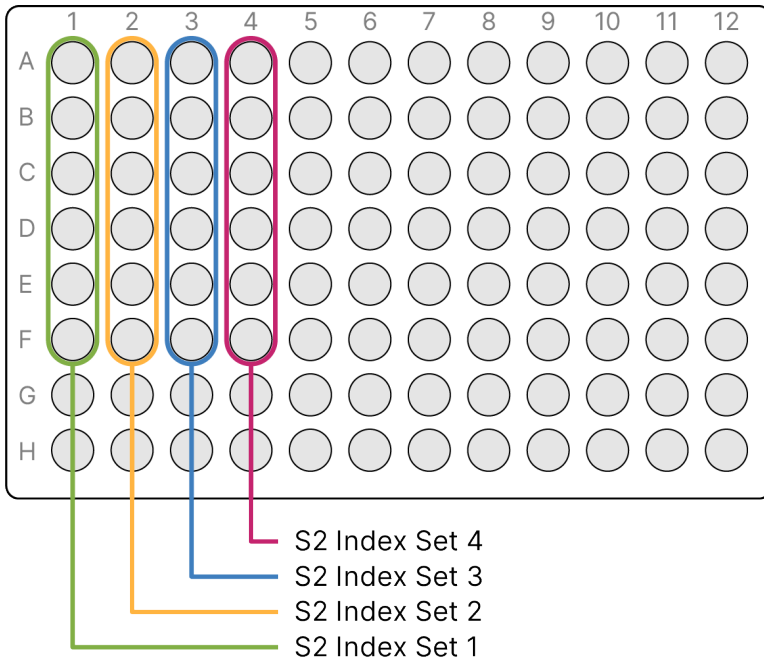 1 2 3 4 5 6 7 8 9 10 11 12
A
B
C
D
E
F
G
H
S2 Index Set 4
S2 Index Set 3
S2 Index Set 2
S2 Index Set 1